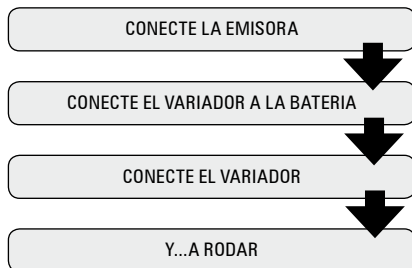 CONECTE LA EMISORA
CONECTE EL VARIADOR A LA BATERIA
CONECTE EL VARIADOR
Y...A RODAR